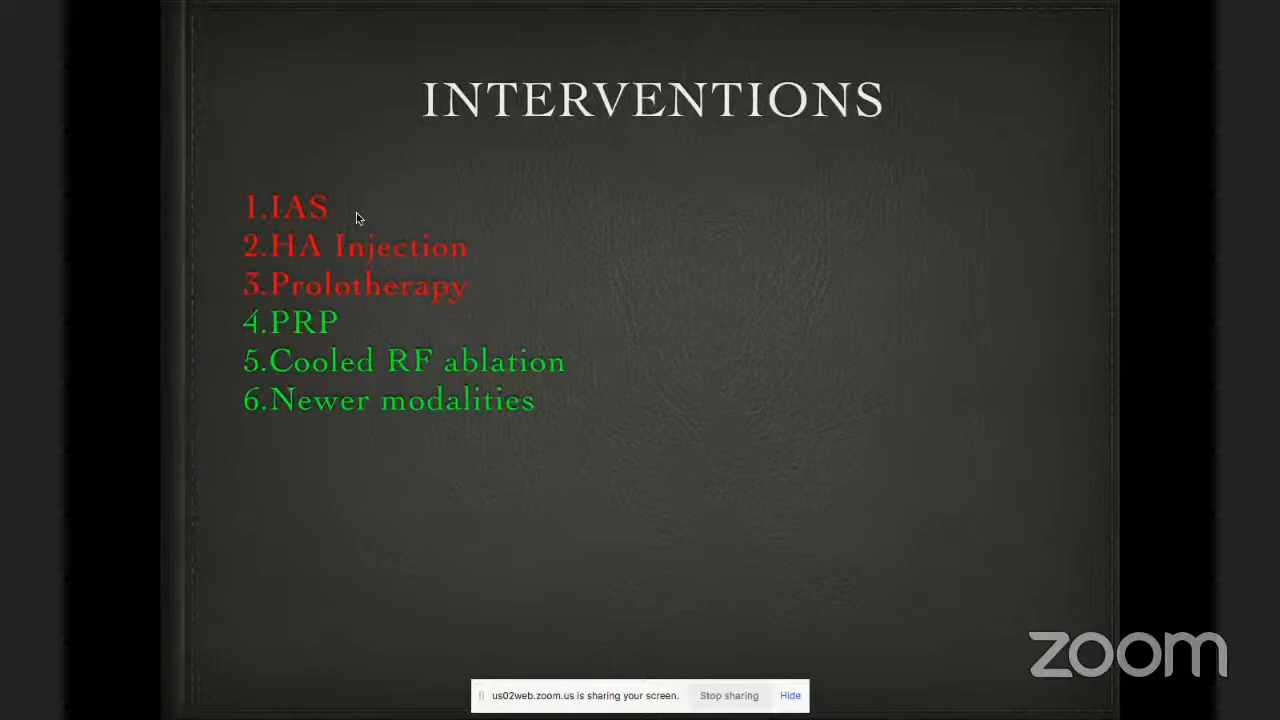 INTERVENTIONS
1.IAS
2.HA Injection
3.Prolotherapy
4.PRP
5.Cooled RF ablation
6.Newer modalities
zoom
us02web.zoom.us is sharing your screen. Stop sharing Hide